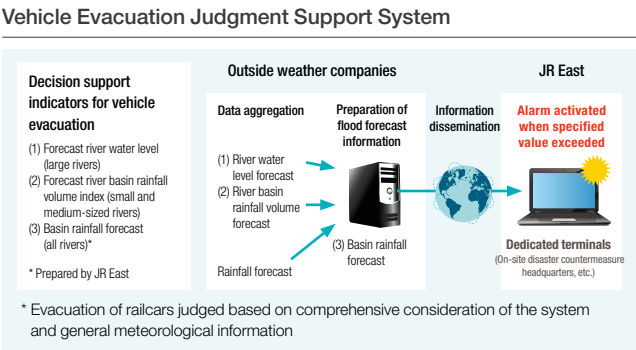 Vehicle Evacuation Judgment Support System
Decision support
indicators for vehicle
evacuation
(1) Forecast river water level
(large rivers)
(2) Forecast river basin rainfall
volume index (small and
medium-sized rivers)
(3) Basin rainfall forecast
(all rivers)*
* Prepared by JR East
Outside weather companies
Data aggregation
(1) River water
level forecast
(2) River basin
rainfall volume
forecast
Rainfall forecast
Preparation of
flood forecast
information
(3) Basin rainfall
forecast
Information
dissemination
JR East
Alarm activated
when specified
value exceeded
Dedicated terminals
(On-site disaster countermeasure
headquarters, etc.)
* Evacuation of railcars judged based on comprehensive consideration of the system
and general meteorological information